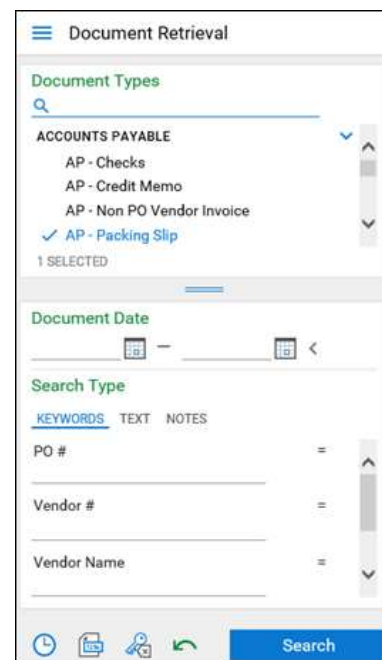 Document Retrieval
Document Types
ACCOUNTS PAYABLE
AP - Checks
AP - Credit Memo
AP - Non PO Vendor Invoice
AP - Packing Slip
1 SELECTED
Document Date
—
Search Type
KEYWORDS TEXT NOTES
PO # =
Vendor # =
Vendor Name =
Search